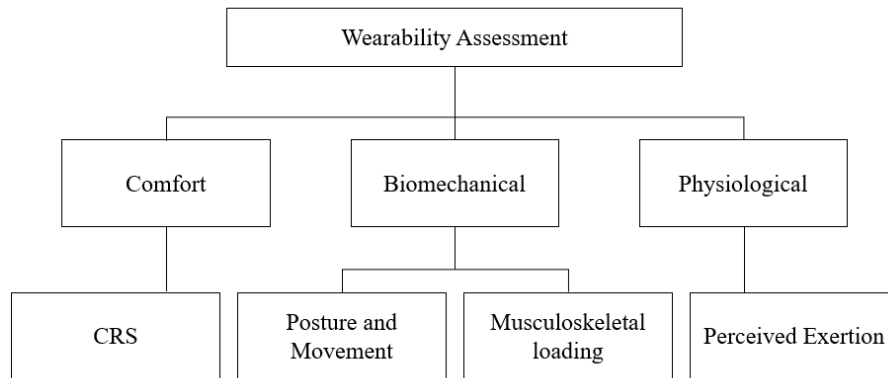 Wearability Assessment
Comfort
Biomechanical
Physiological
CRS
Posture and
Movement
Musculoskeletal
loading
Perceived Exertion